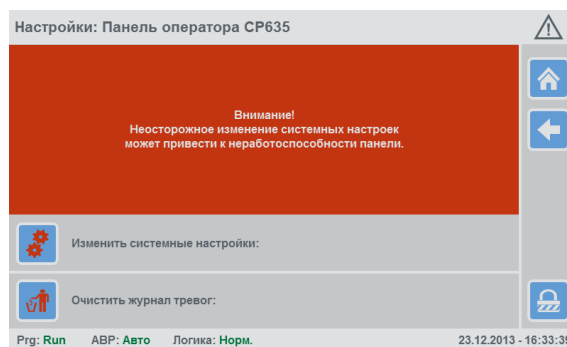 Настройки: Панель оператора CP635
Внимание!
Неосторожное изменение системных настроек
может привести к неработоспособности панели.
Изменить системные настройки:
Очистить журнал тревог:
Prg: Run АВР: Авто Логика: Норм. 23.12.2013 - 16:33:39